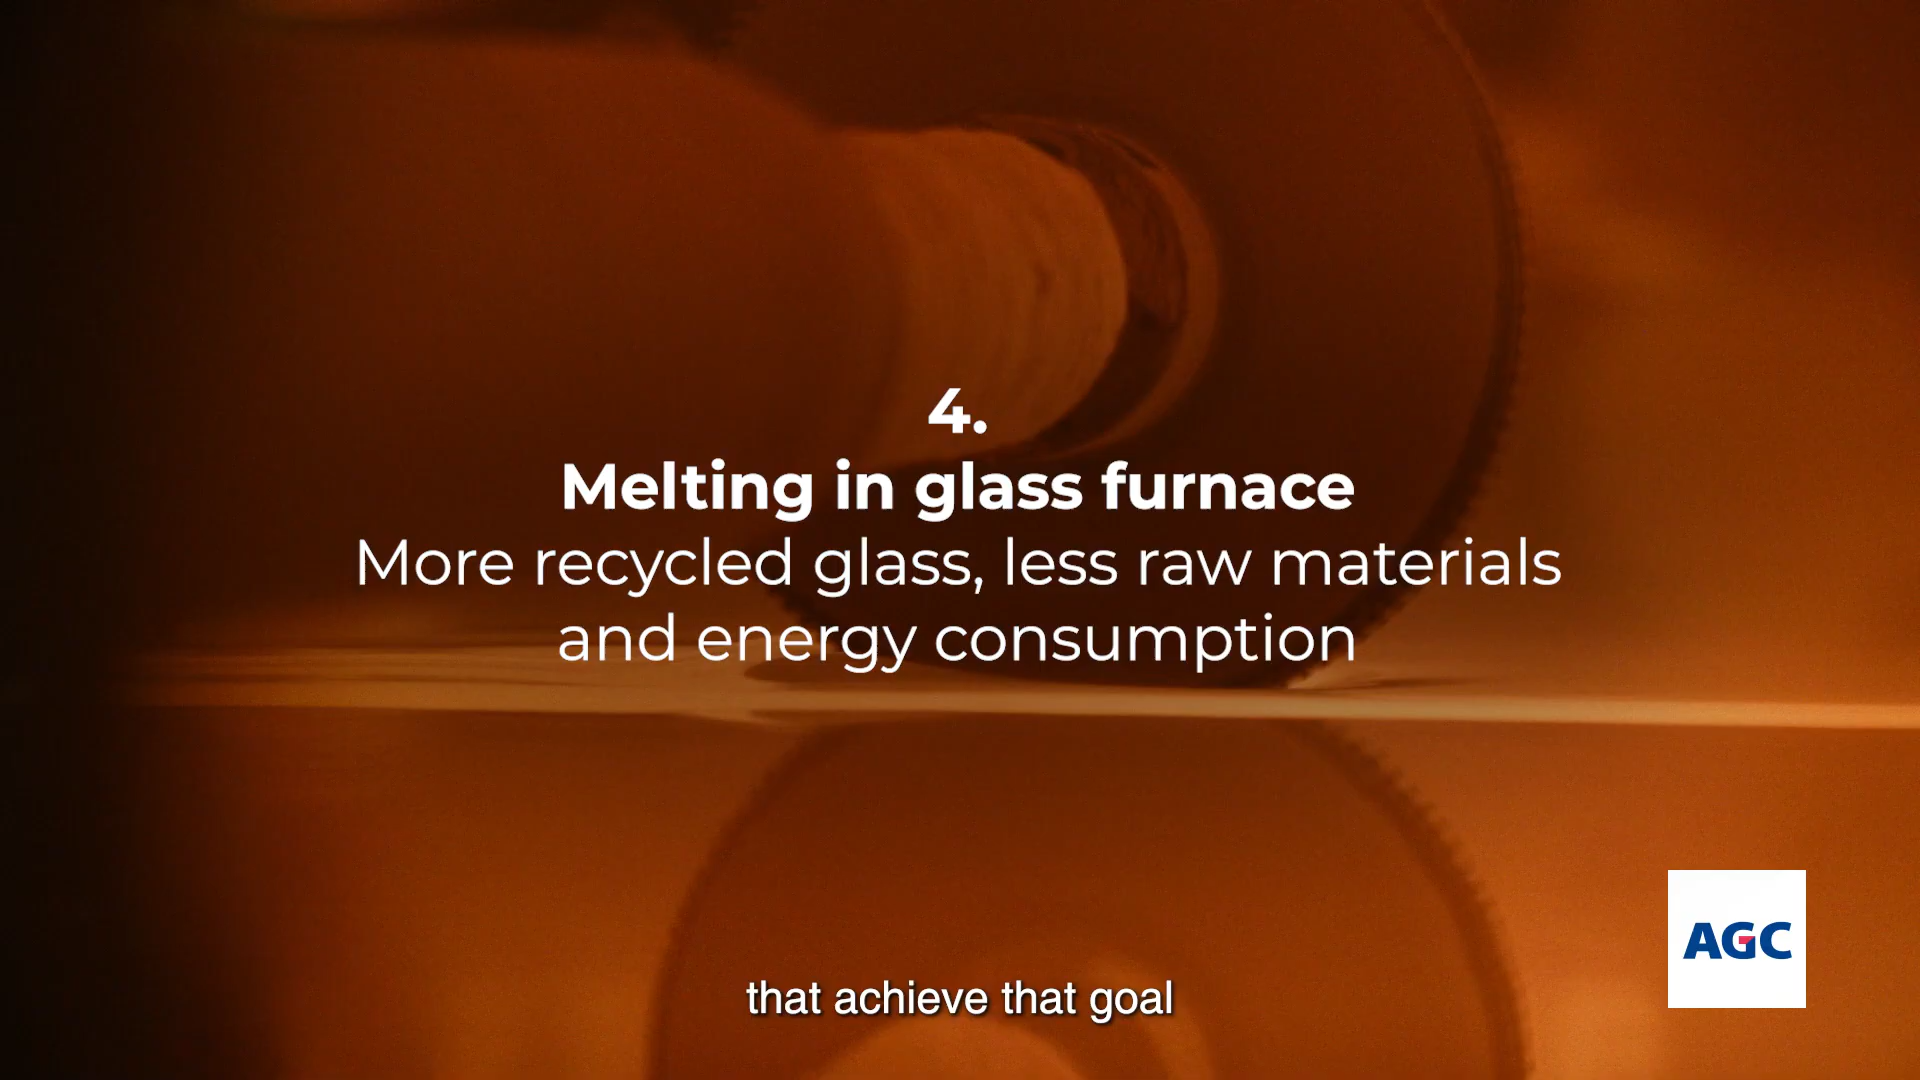 4.
Melting in glass furnace
More recycled glass, less raw materials
and energy consumption
AGC
that achieve that goal